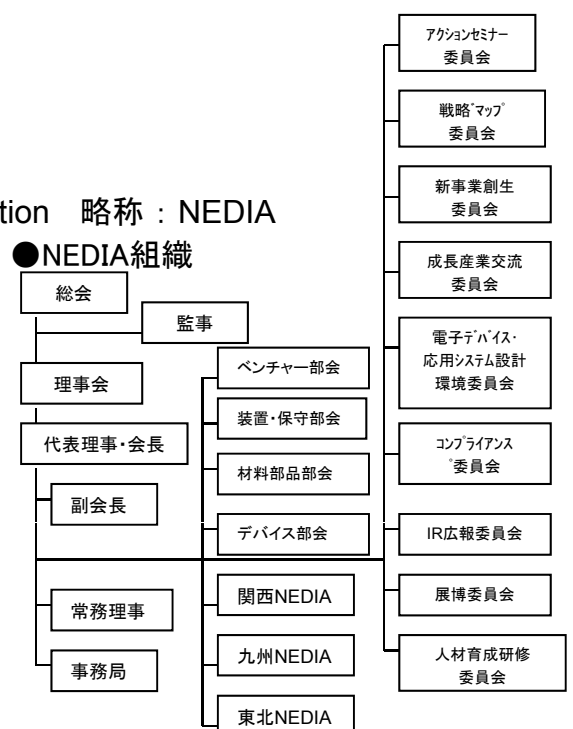 tion 略称：NEDIA
●NEDIA組織
総会
監事
理事会
代表理事・会長
副会長
常務理事
事務局
ベンチャー部会
装置・保守部会
材料部品部会
デバイス部会
関西NEDIA
九州NEDIA
東北NEDIA
ｱｸｼｮﾝｾﾐﾅｰ
委員会
戦略ﾞﾏｯﾌﾟ
委員会
新事業創生
委員会
成長産業交流
委員会
電子ﾃﾞﾊﾞｲｽ･
応用ｼｽﾃﾑ設計
環境委員会
ｺﾝﾌﾟﾗｲｱﾝｽ
ﾟ委員会
IR広報委員会
展博委員会
人材育成研修
委員会